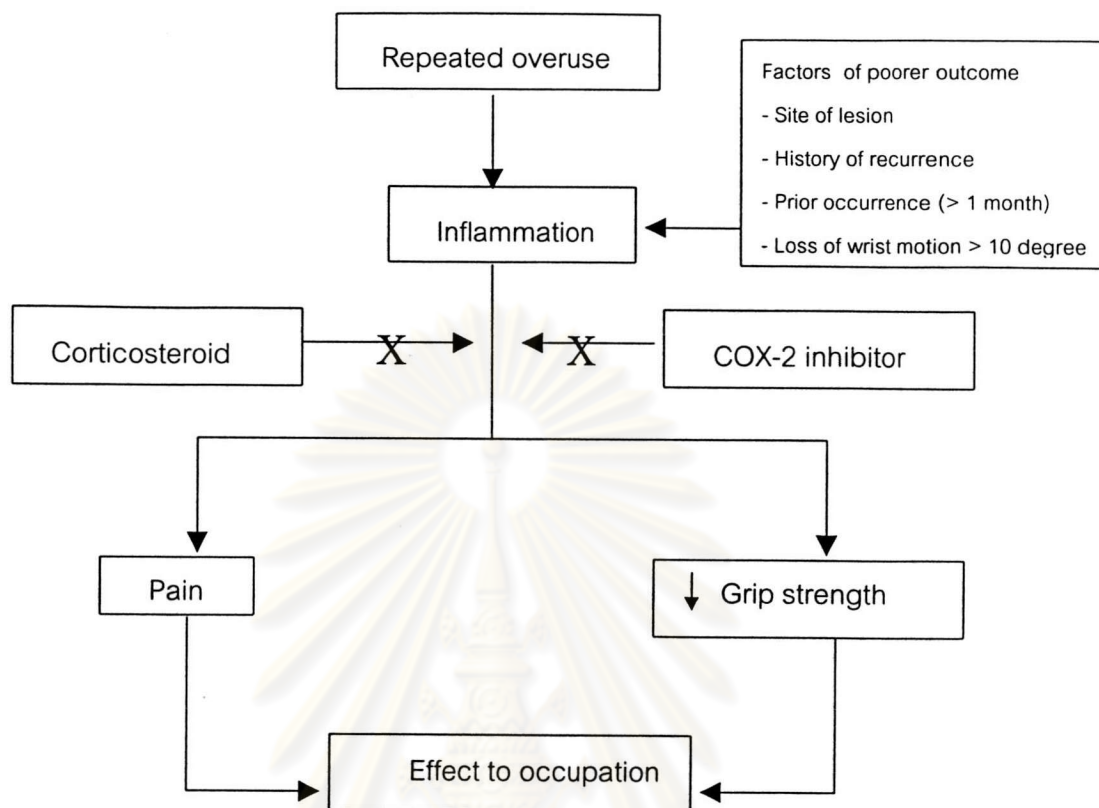 Repeated overuse
Factors of poorer outcome
- Site of lesion
- History of recurrence
- Prior occurrence (> 1 month)
- Loss of wrist motion > 10 degree
Inflammation
Corticosteroid
X
X
COX-2 inhibitor
Pain
↓ Grip strength
Effect to occupation